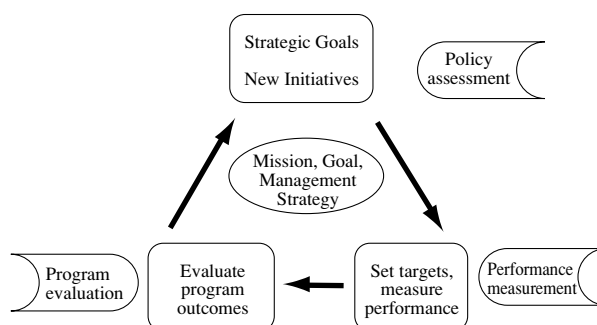 Strategic Goals
New Initiatives
Policy
assessment
Mission, Goal,
Management
Strategy
Program
evaluation
Evaluate
program
outcomes
Set targets,
measure
performance
Performance
measurement